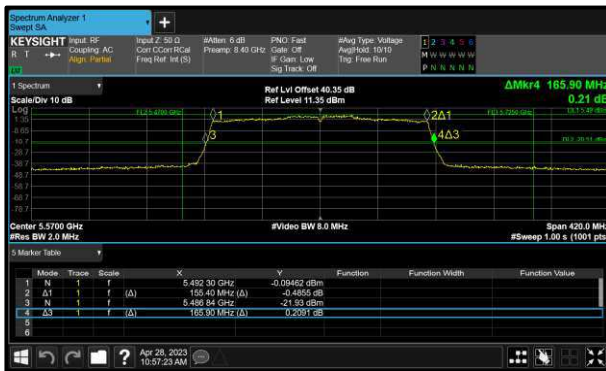 Spectrum Analyzer 1
Swept SA
KEYSIGHT Input: RF Input Z: 50 Ω #Atten: 6 dB PNO: Fast #Avg Type: Voltage 1 2 3 4 5 6
R T Coupling: AC Corr CCorr RCal Preamp: 8.40 GHz Gate: Off Avg|Hold: 10/10 M W W W W W
Align: Partial Freq Ref: Int (S) IF Gain: Low Trig: Free Run
Sig Track: Off P N N N N N
1 Spectrum
Ref Lvl Offset 40.35 dB ΔMkr4 165.90 MHz
Scale/Div 10 dB Ref Level 11.35 dBm 0.21 dB
Log
1.35
-8.65
1 2Δ1
3 4Δ3
Center 5.5700 GHz #Video BW 8.0 MHz Span 420.0 MHz
#Res BW 2.0 MHz #Sweep 1.00 s (1001 pts)
5 Marker Table
Mode Trace Scale X Y Function Function Width Function Value
1 N 1 f 5.492 30 GHz -0.09462 dBm
2 Δ1 1 f (Δ) 155.40 MHz (Δ) -0.4855 dB
3 N 1 f 5.486 84 GHz -21.93 dBm
4 Δ3 1 f (Δ) 165.90 MHz (Δ) 0.2091 dB
5
6
Apr 28, 2023
10:57:23 AM